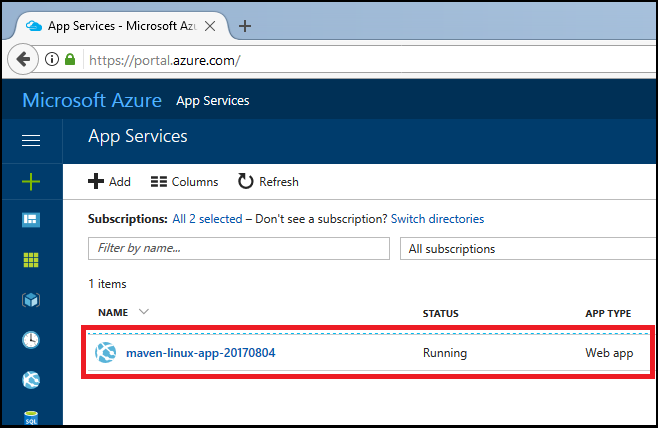 App Services - Microsoft Azu
https://portal.azure.com/
Microsoft Azure App Services
App Services
Add Columns Refresh
Subscriptions: All 2 selected – Don't see a subscription? Switch directories
Filter by name... All subscriptions
1 items
NAME STATUS APP TYPE
maven-linux-app-20170804 Running Web app
SQL